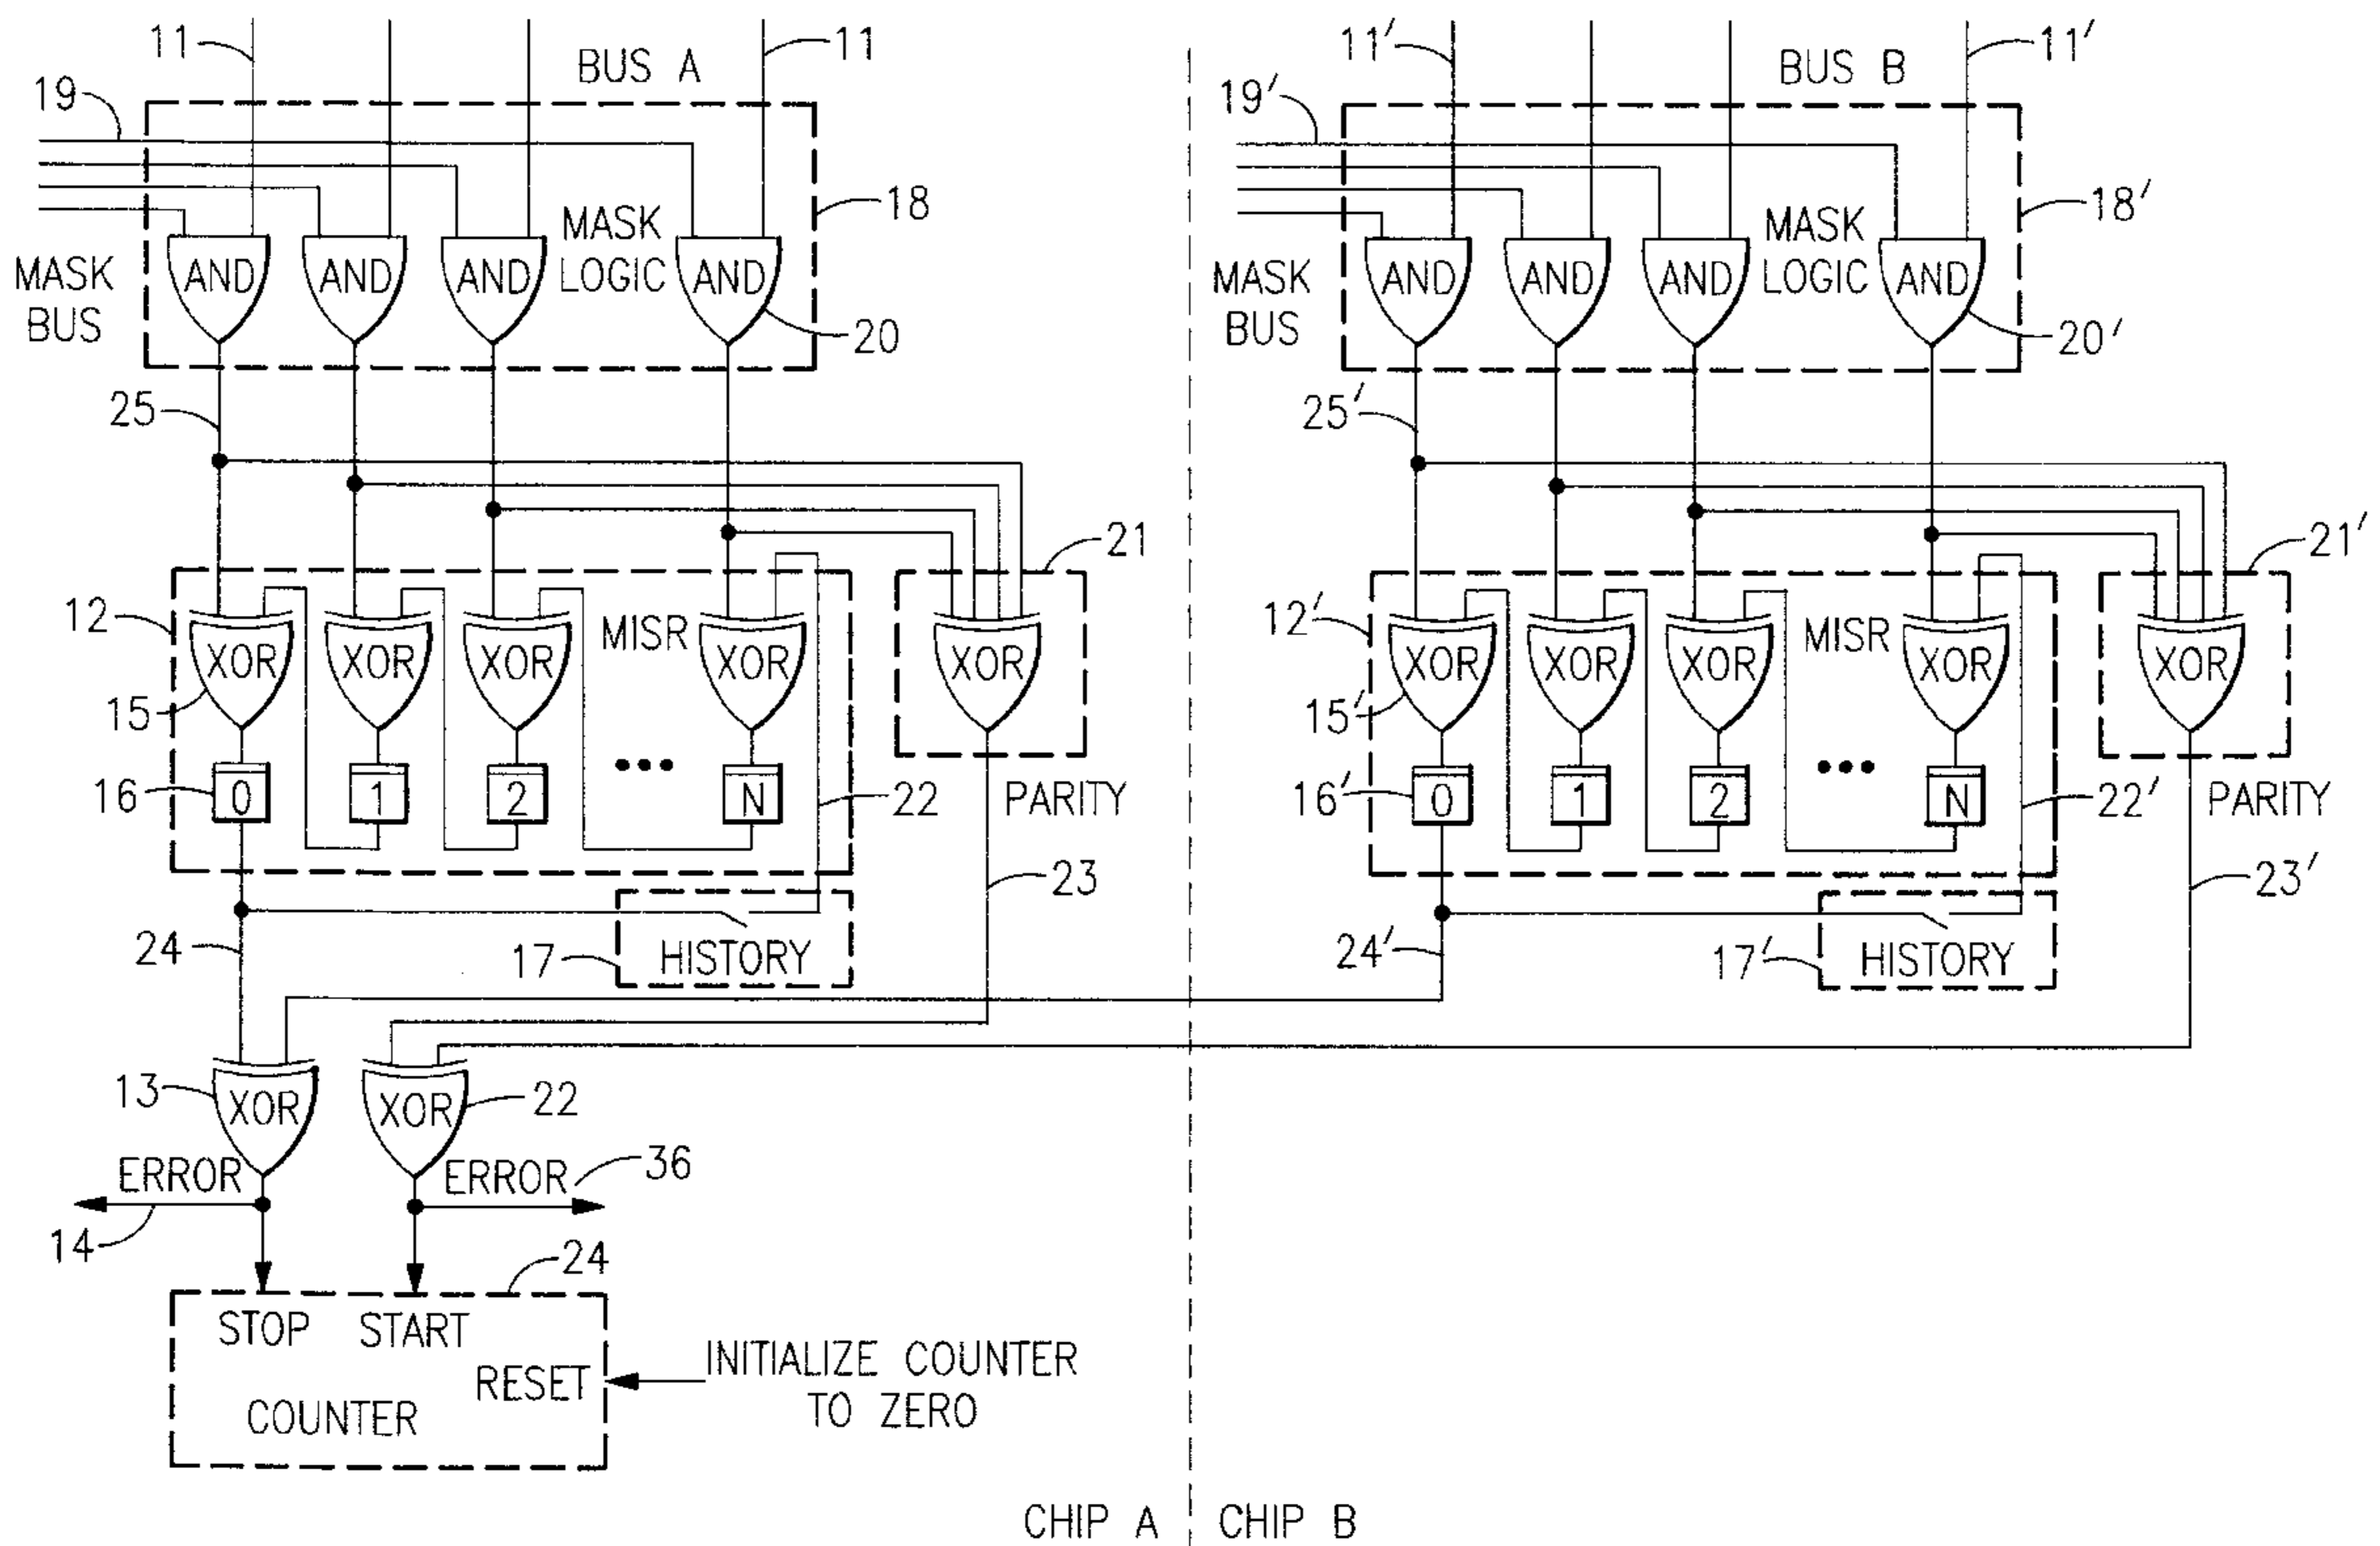 11
BUS A
11
11′
BUS B
11′
19
19′
18
18′
MASK
LOGIC
MASK
LOGIC
AND
AND
AND
AND
AND
AND
AND
AND
MASK
BUS
MASK
BUS
20
20′
25
25′
21
21′
12
12′
MISR
MISR
XOR
XOR
XOR
XOR
XOR
XOR
XOR
XOR
XOR
XOR
15
15′
16
0
1
2
•••
N
22
PARITY
16′
0
1
2
•••
N
22′
PARITY
23
23′
24
17
HISTORY
24′
17′
HISTORY
13
XOR
XOR
22
ERROR
ERROR
36
14
24
STOP
START
RESET
COUNTER
INITIALIZE COUNTER
TO ZERO
CHIP A
CHIP B